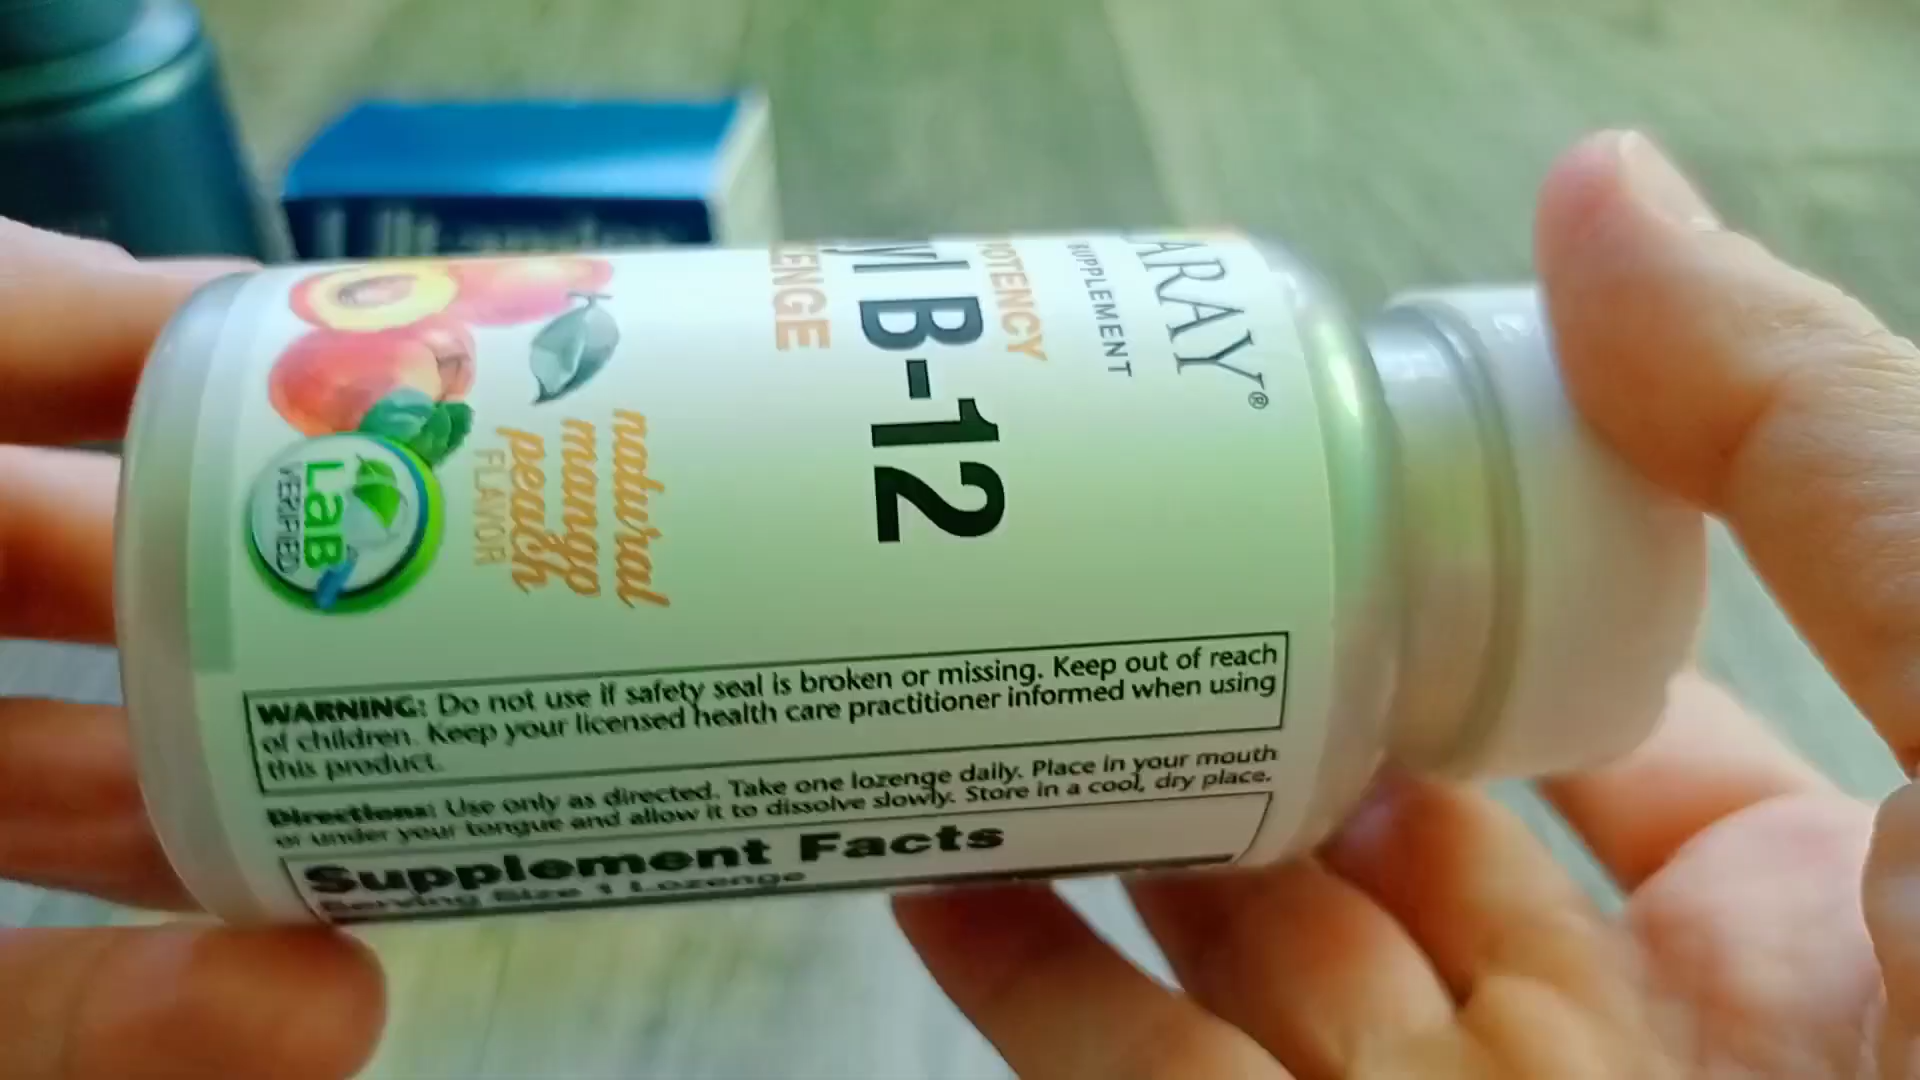 ARAY®
SUPPLEMENT
POTENCY
yl B-12
ZENGE
natural
mango
peach
FLAVOR
LaB
VERIFIED
WARNING: Do not use if safety seal is broken or missing. Keep out of reach
of children. Keep your licensed health care practitioner informed when using
this product.
Directions: Use only as directed. Take one lozenge daily. Place in your mouth
or under your tongue and allow it to dissolve slowly. Store in a cool, dry place.
Supplement Facts
Serving Size 1 Lozenge